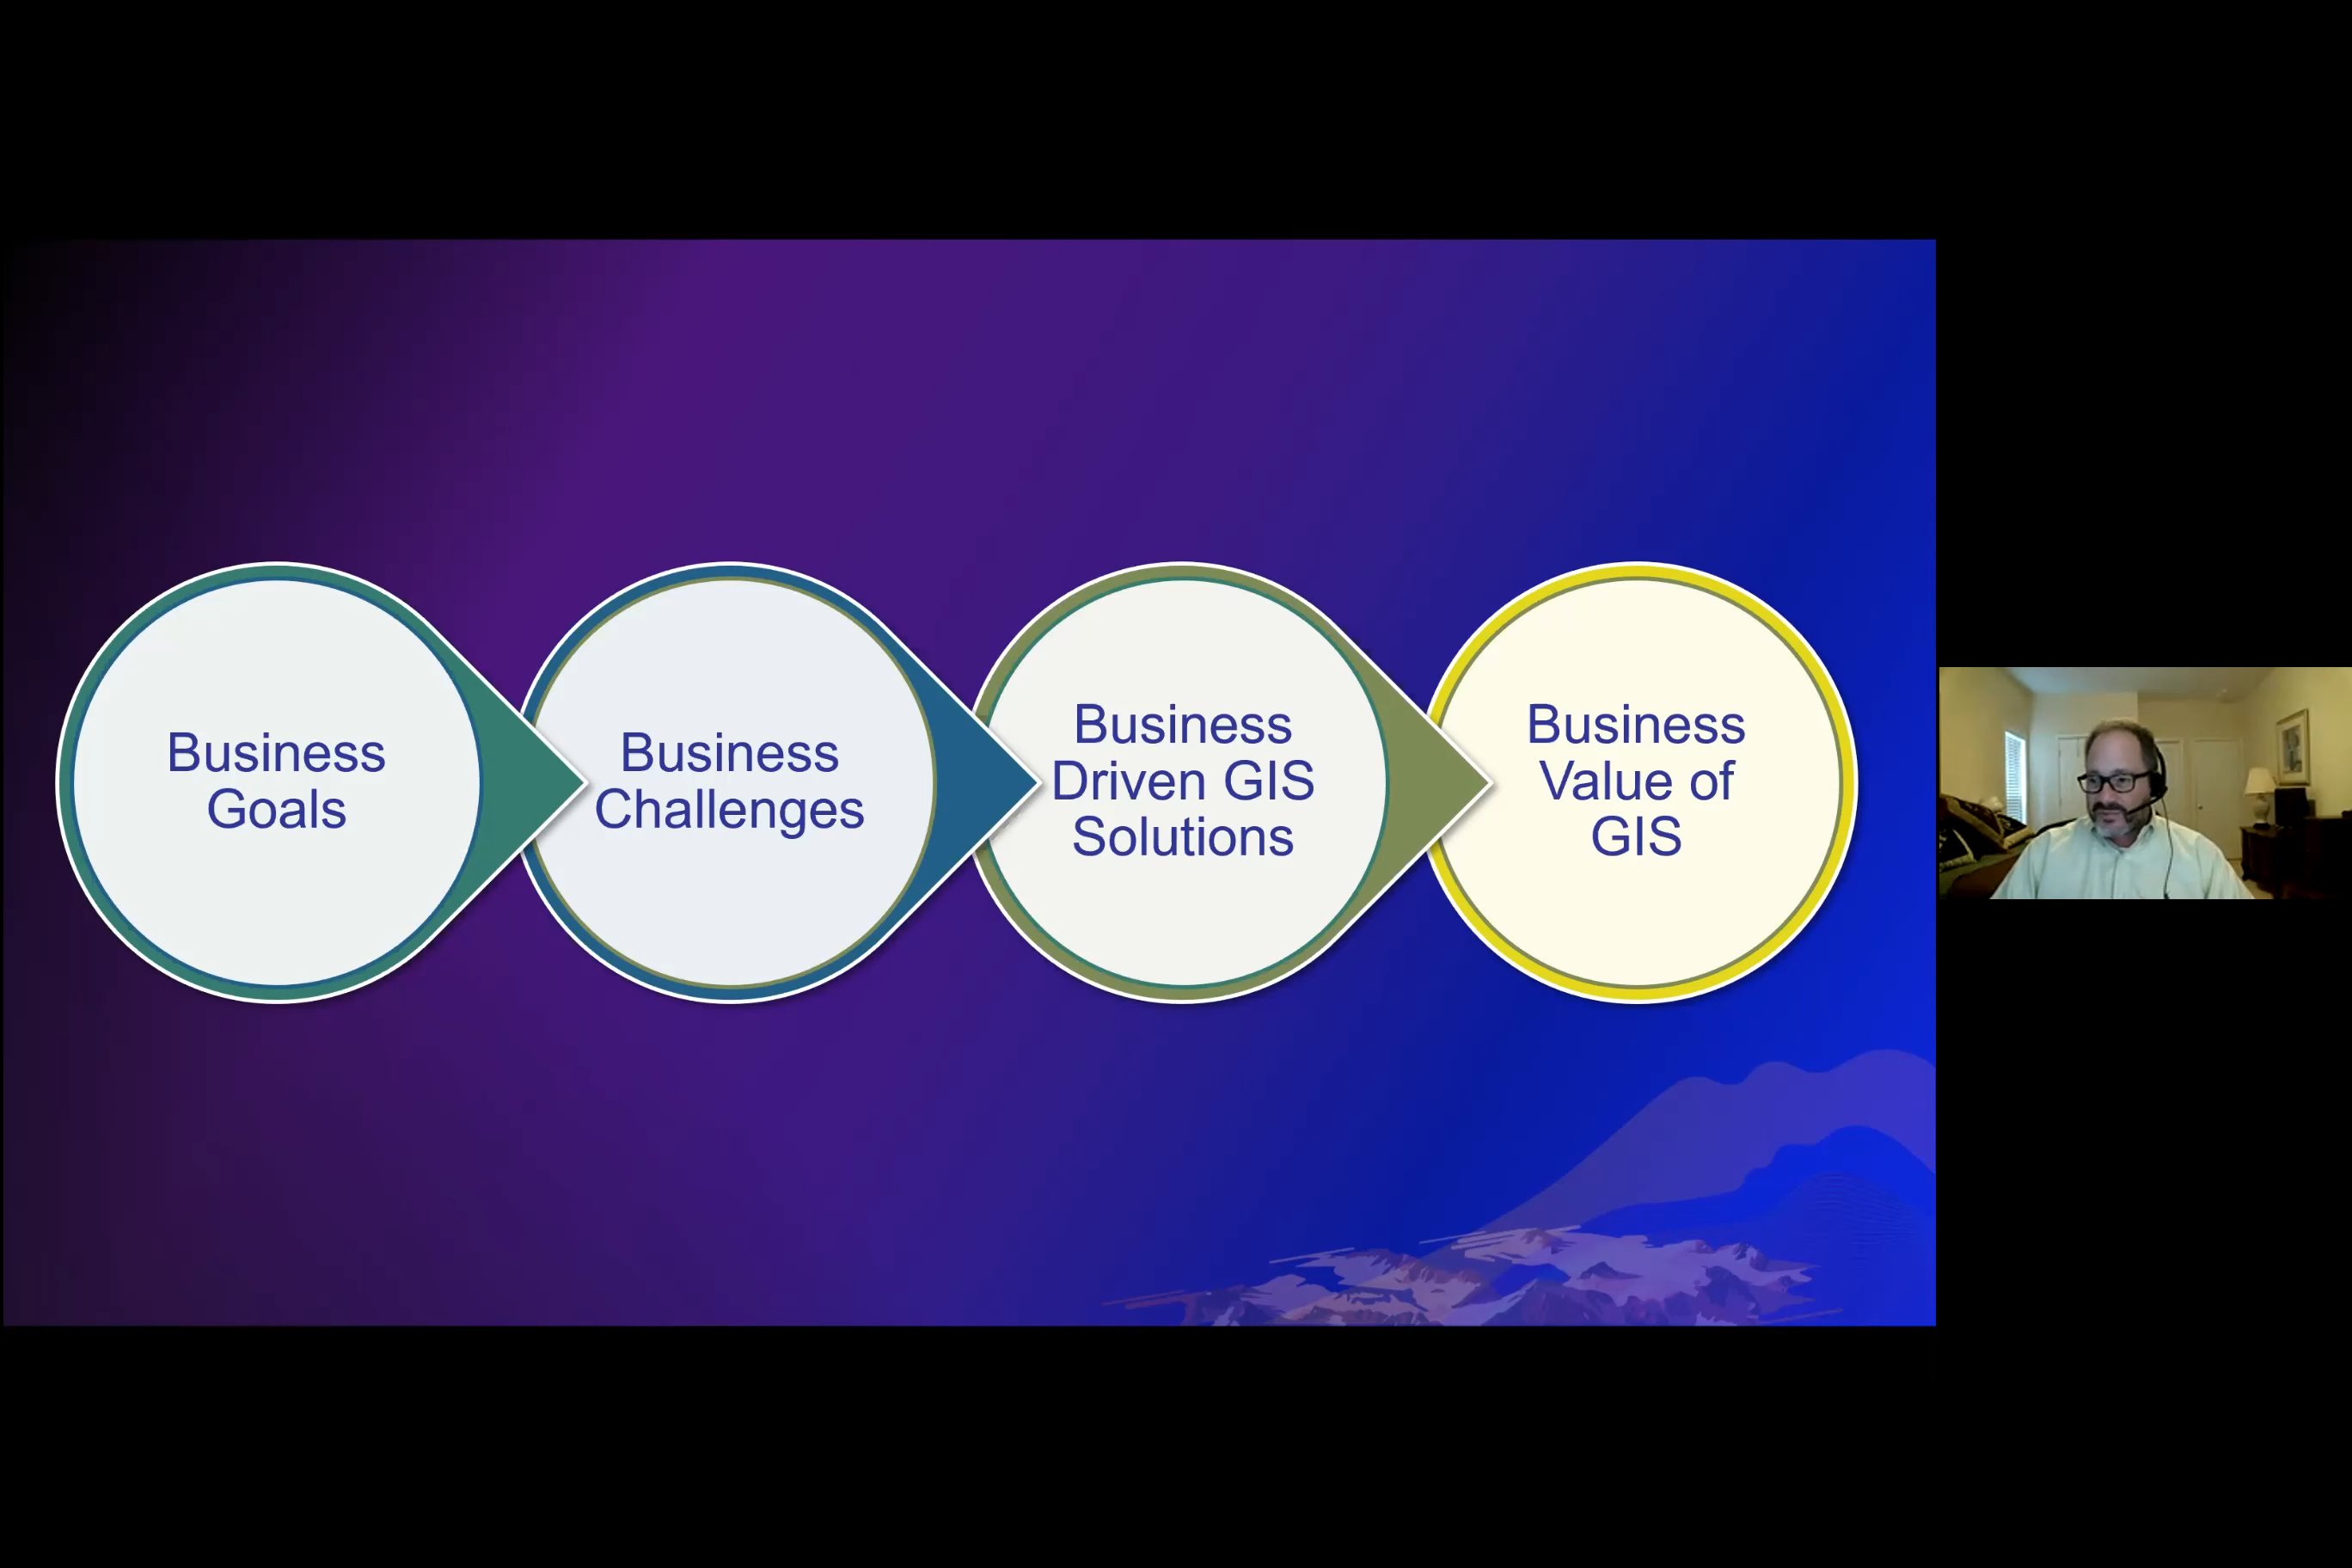 Business
Goals
Business
Challenges
Business
Driven GIS
Solutions
Business
Value of
GIS